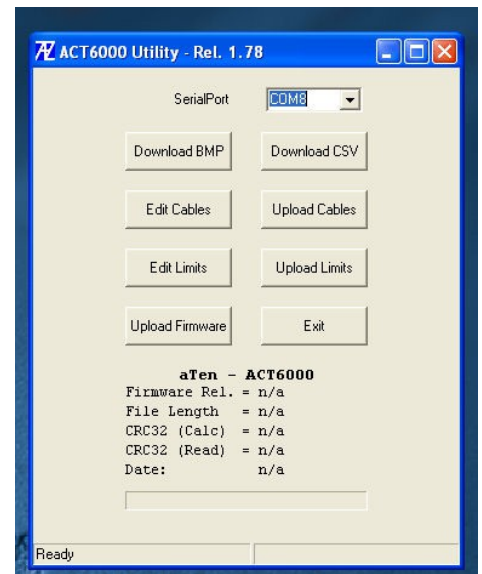 ACT6000 Utility - Rel. 1.78
SerialPort COM8
Download BMP Download CSV
Edit Cables Upload Cables
Edit Limits Upload Limits
Upload Firmware Exit
aTen - ACT6000
Firmware Rel. = n/a
File Length = n/a
CRC32 (Calc) = n/a
CRC32 (Read) = n/a
Date: n/a
Ready